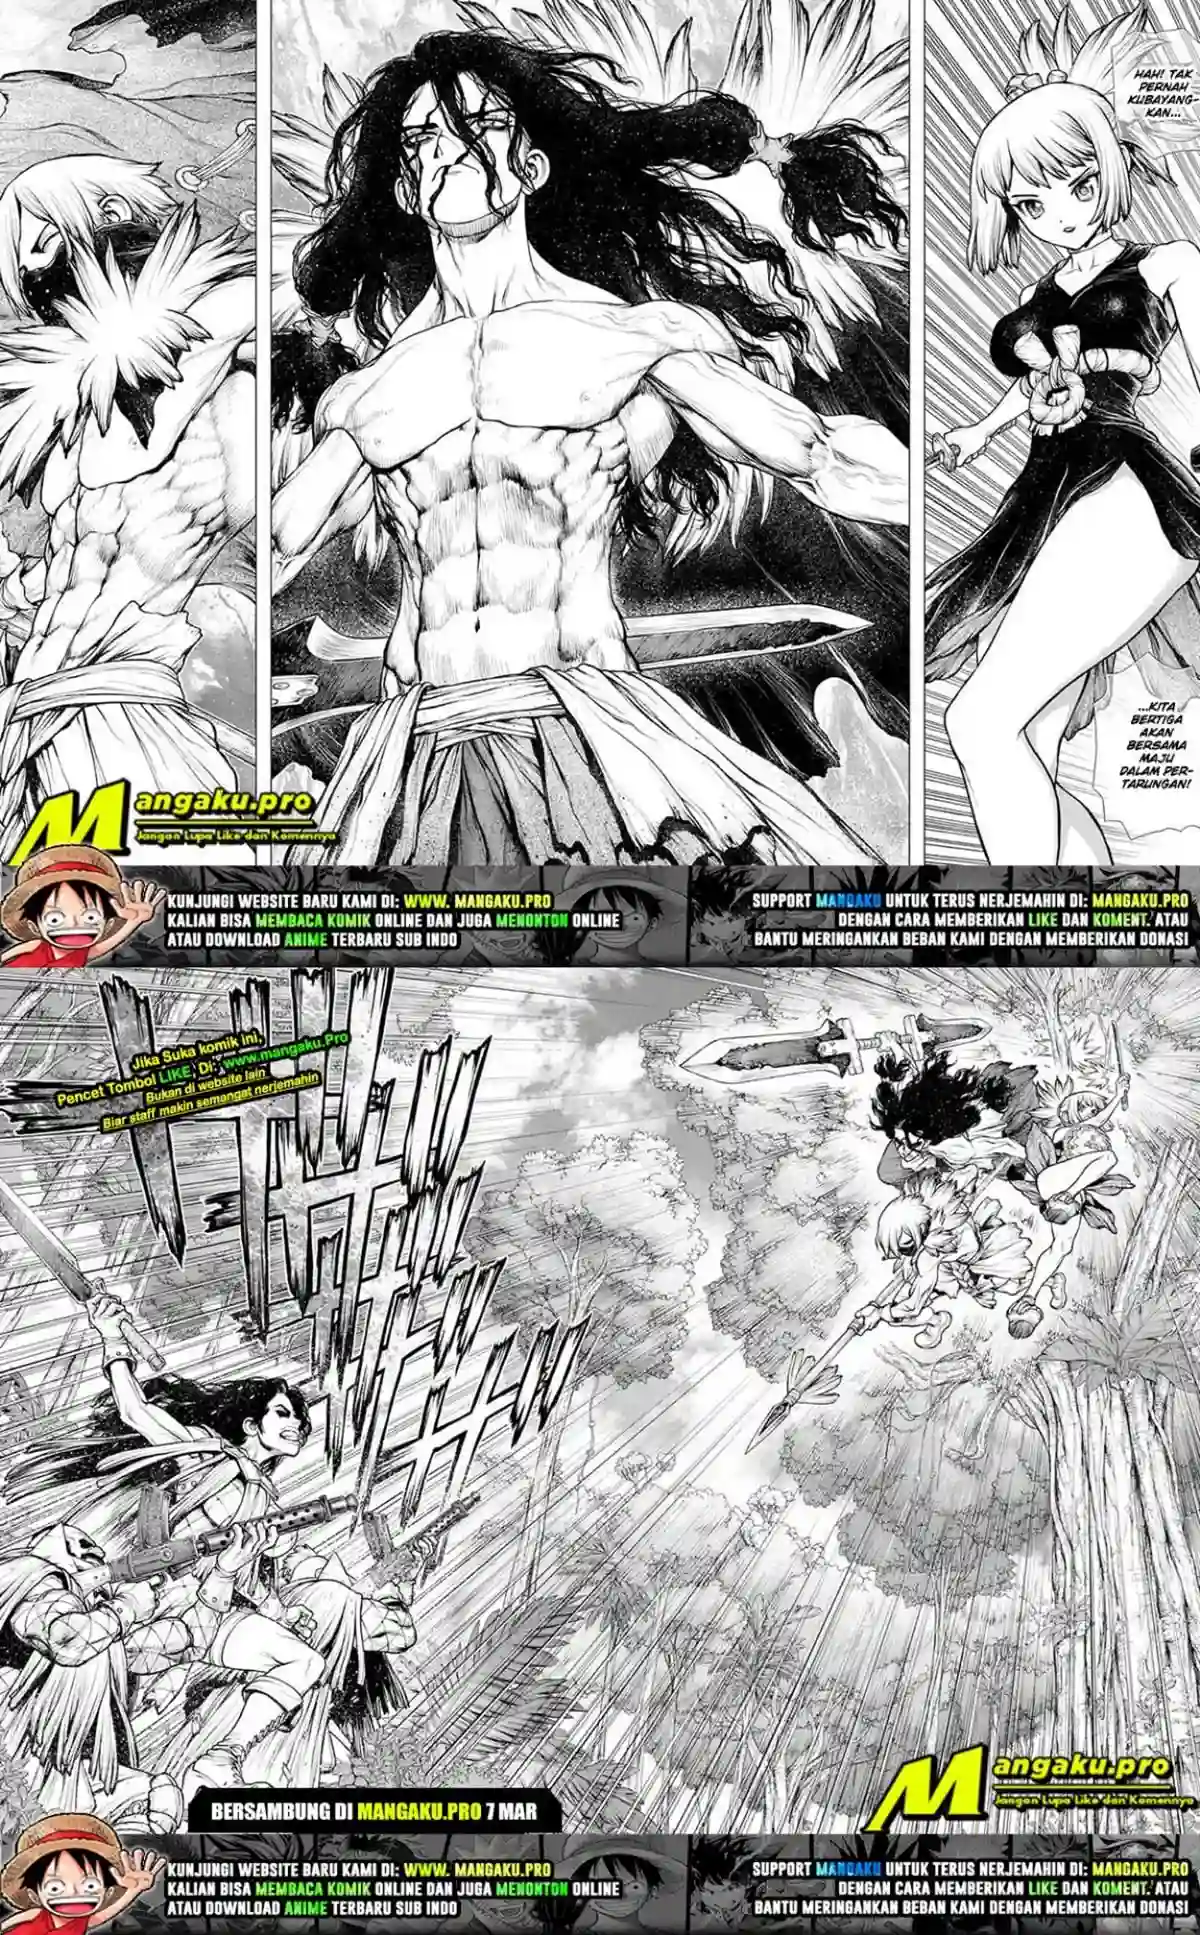 HAH! TAK
PERNAH
KUBAYANG-
KAN...
...KITA
BERTIGA
AKAN
BERSAMA
MAJU
DALAM PER-
TARUNGAN!
Mangaku.pro
Jangan Lupa Like dan Komennya
KUNJUNGI WEBSITE BARU KAMI DI: WWW. MANGAKU.PRO
KALIAN BISA MEMBACA KOMIK ONLINE DAN JUGA MENONTON ONLINE
ATAU DOWNLOAD ANIME TERBARU SUB INDO
SUPPORT MANGAKU UNTUK TERUS NERJEMAHIN DI: MANGAKU.PRO
DENGAN CARA MEMBERIKAN LIKE DAN KOMENT. ATAU
BANTU MERINGANKAN BEBAN KAMI DENGAN MEMBERIKAN DONASI
Jika Suka komik ini,
Pencet Tombol LIKE, Di: www.mangaku.Pro
Bukan di website lain
Biar staff makin semangat nerjemahin
Mangaku.pro
Jangan Lupa Like dan Komennya
BERSAMBUNG DI MANGAKU.PRO 7 MAR
KUNJUNGI WEBSITE BARU KAMI DI: WWW. MANGAKU.PRO
KALIAN BISA MEMBACA KOMIK ONLINE DAN JUGA MENONTON ONLINE
ATAU DOWNLOAD ANIME TERBARU SUB INDO
SUPPORT MANGAKU UNTUK TERUS NERJEMAHIN DI: MANGAKU.PRO
DENGAN CARA MEMBERIKAN LIKE DAN KOMENT. ATAU
BANTU MERINGANKAN BEBAN KAMI DENGAN MEMBERIKAN DONASI